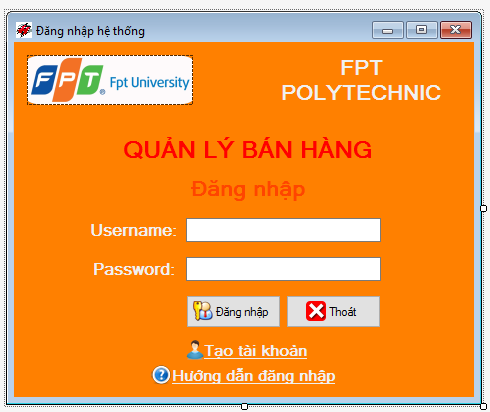 Đăng nhập hệ thống
FPT Fpt University
FPT
POLYTECHNIC
QUẢN LÝ BÁN HÀNG
Đăng nhập
Username:
Password:
Đăng nhập Thoát
Tạo tài khoản
Hướng dẫn đăng nhập